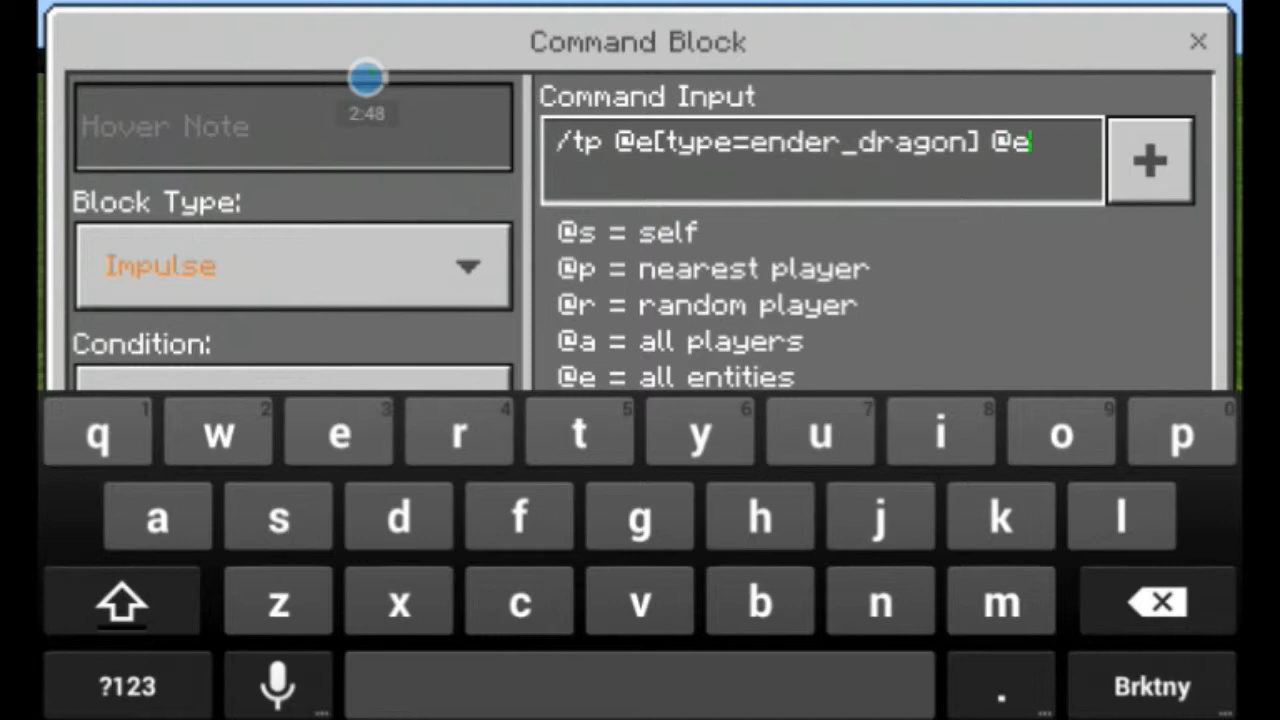 Command Block
2:48
Hover Note
Block Type:
Impulse
Condition:
Command Input
/tp @e[type=ender_dragon] @e
@s = self
@p = nearest player
@r = random player
@a = all players
@e = all entities
q 1 w 2 e 3 r 4 t 5 y 6 u 7 i 8 o 9 p 0
a s d f g h j k l
z x c v b n m
?123 ... . ... Brktny ...